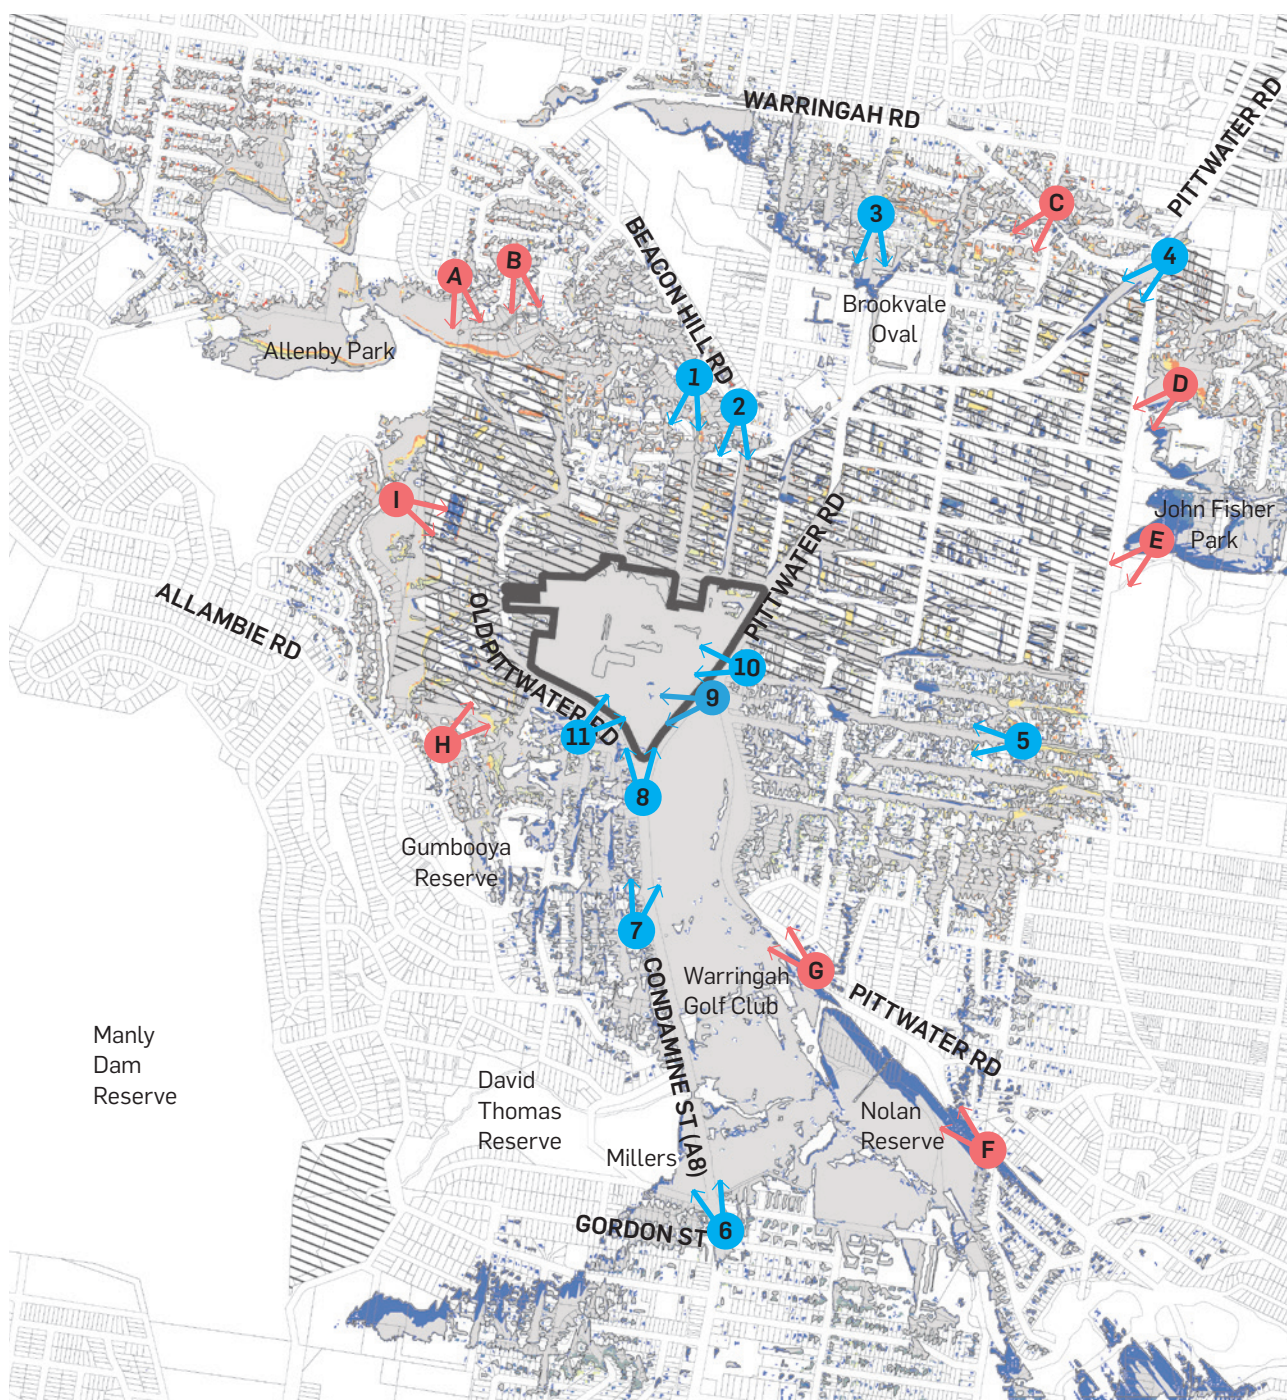 WARRINGAH RD
PITTWATER RD
C
3
4
BEACON HILL RD
B
A
Brookvale
Oval
Allenby Park
1
D
2
I
John Fisher
Park
E
PITTWATER RD
ALLAMBIE RD
OLD PITTWATER RD
10
9
11
H
5
8
Gumbooya
Reserve
7
G
Warringah
Golf Club
PITTWATER RD
CONDAMINE ST (A8)
Manly
Dam
Reserve
David
Thomas
Reserve
Nolan
Reserve
F
Millers
GORDON ST
6